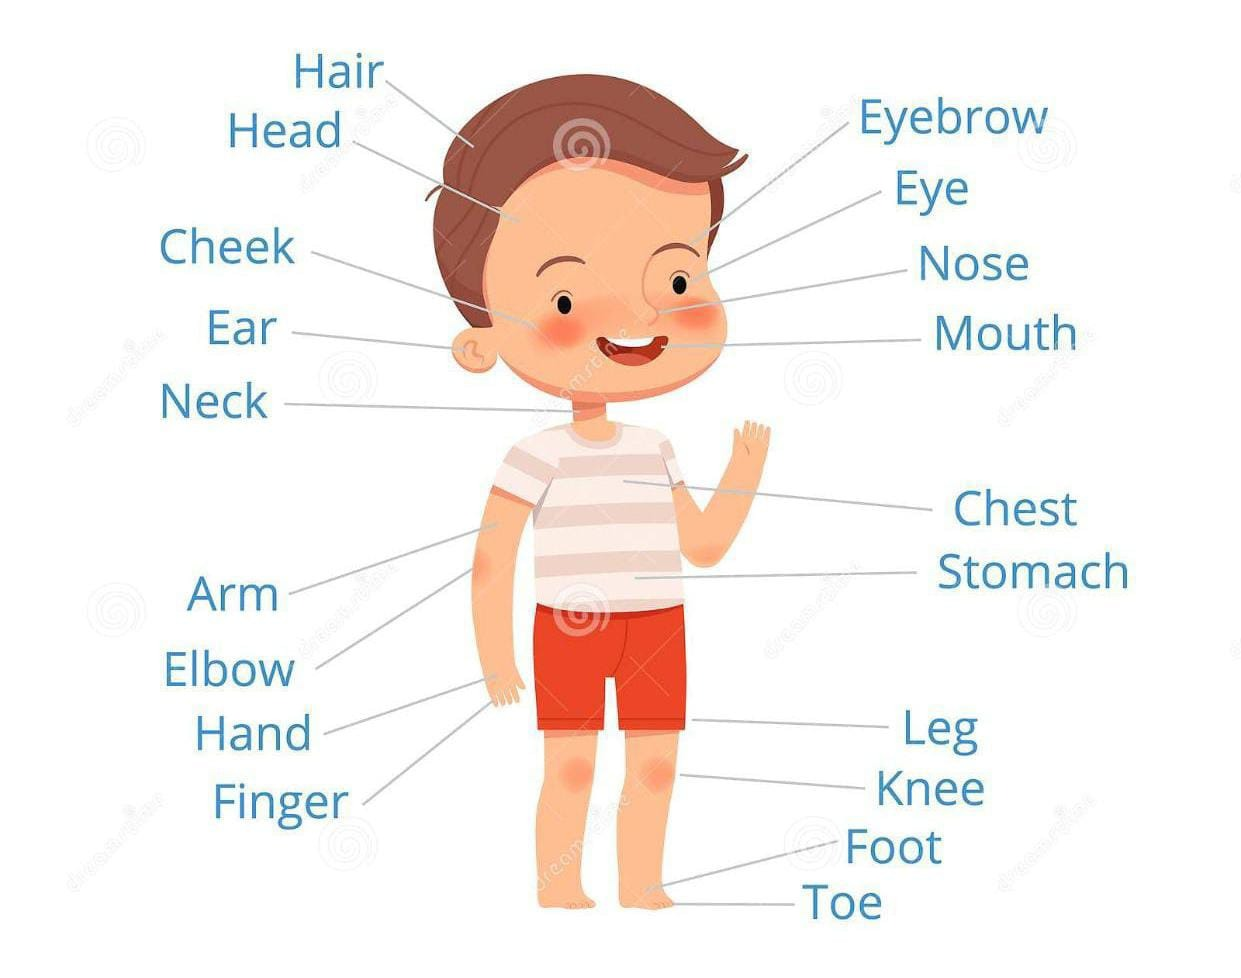 Hair
Head
Cheek
Ear
Neck
Arm
Elbow
Hand
Finger
Eyebrow
Eye
Nose
Mouth
Chest
Stomach
Leg
Knee
Foot
Toe
dreamstime